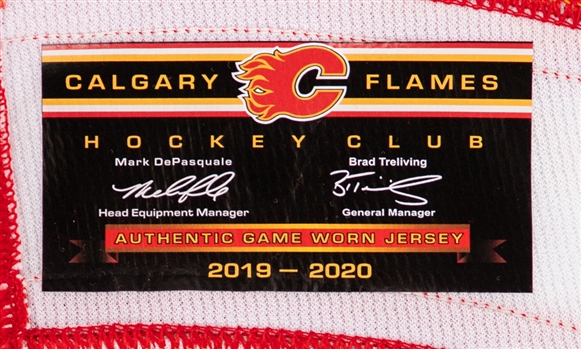 CALGARY FLAMES
HOCKEY CLUB
Mark DePasquale Brad Treliving
Head Equipment Manager General Manager
AUTHENTIC GAME WORN JERSEY
2019 – 2020